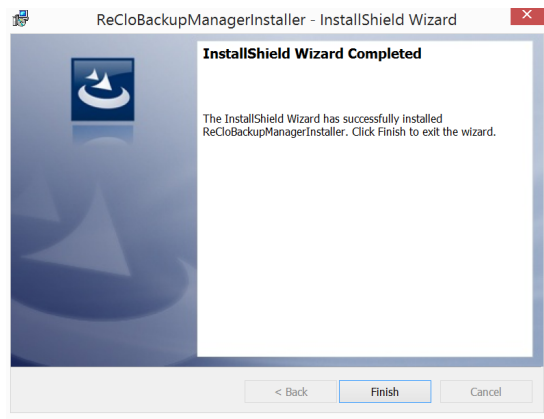 ReCloBackupManagerInstaller - InstallShield Wizard
InstallShield Wizard Completed
The InstallShield Wizard has successfully installed
ReCloBackupManagerInstaller. Click Finish to exit the wizard.
< Back Finish Cancel